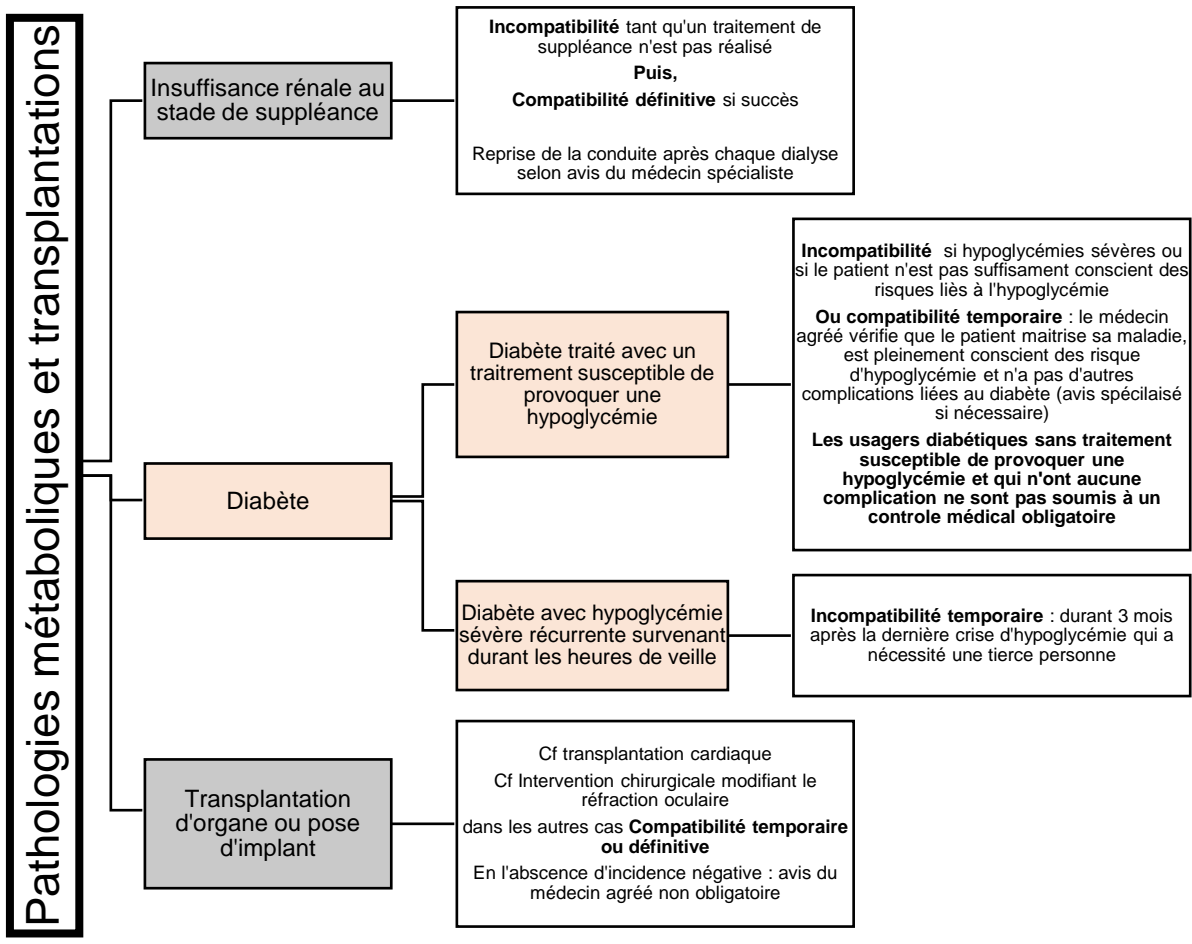 Pathologies métaboliques et transplantations
Insuffisance rénale au
stade de suppléance
Incompatibilité tant qu'un traitement de
suppléance n'est pas réalisé
Puis,
Compatibilité définitive si succès
Reprise de la conduite après chaque dialyse
selon avis du médecin spécialiste
Diabète
Diabète traité avec un
traitrement susceptible de
provoquer une
hypoglycémie
Incompatibilité si hypoglycémies sévères ou
si le patient n'est pas suffisament conscient des
risques liès à l'hypoglycémie
Ou compatibilité temporaire : le médecin
agréé vérifie que le patient maitrise sa maladie,
est pleinement conscient des risque
d'hypoglycémie et n'a pas d'autres
complications liées au diabète (avis spécilaisé
si nécessaire)
Les usagers diabétiques sans traitement
susceptible de provoquer une
hypoglycémie et qui n'ont aucune
complication ne sont pas soumis à un
controle médical obligatoire
Diabète avec hypoglycémie
sévère récurrente survenant
durant les heures de veille
Incompatibilité temporaire : durant 3 mois
après la dernière crise d'hypoglycémie qui a
nécessité une tierce personne
Transplantation
d'organe ou pose
d'implant
Cf transplantation cardiaque
Cf Intervention chirurgicale modifiant le
réfraction oculaire
dans les autres cas Compatibilité temporaire
ou définitive
En l'abscence d'incidence négative : avis du
médecin agréé non obligatoire